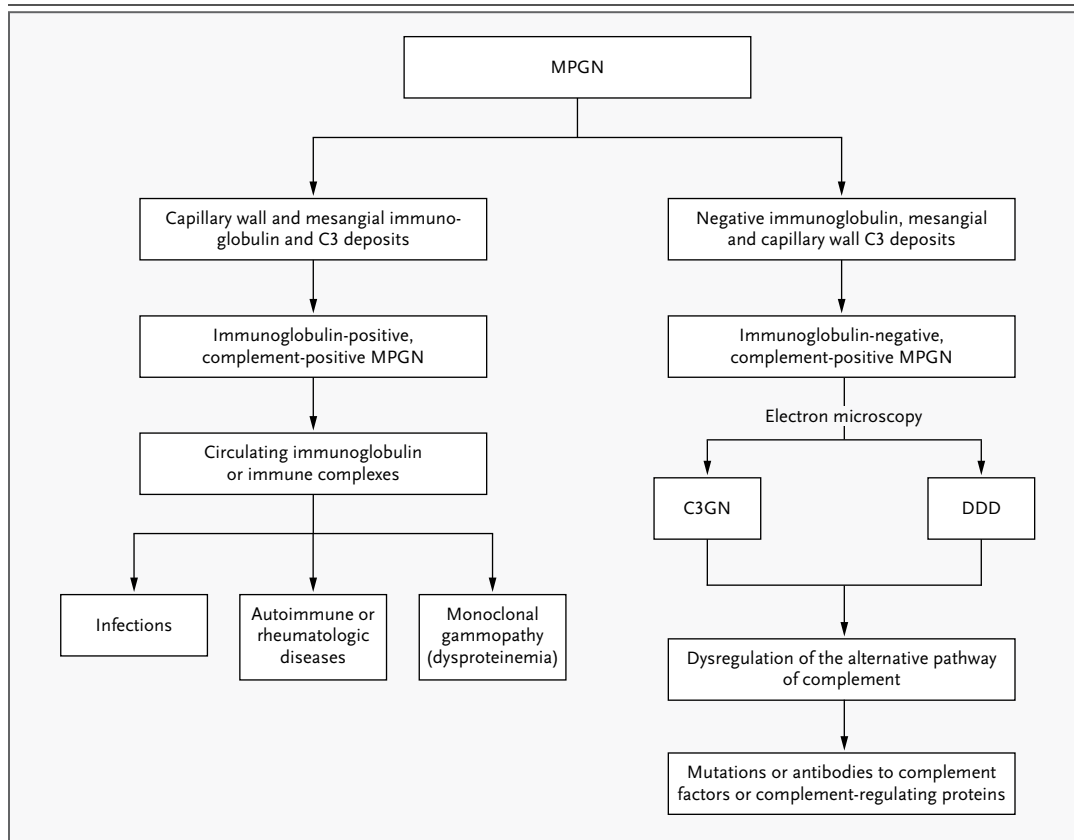 MPGN
Capillary wall and mesangial immuno-
globulin and C3 deposits
Negative immunoglobulin, mesangial
and capillary wall C3 deposits
Immunoglobulin-positive,
complement-positive MPGN
Immunoglobulin-negative,
complement-positive MPGN
Electron microscopy
Circulating immunoglobulin
or immune complexes
C3GN
DDD
Infections
Autoimmune or
rheumatologic
diseases
Monoclonal
gammopathy
(dysproteinemia)
Dysregulation of the alternative pathway
of complement
Mutations or antibodies to complement
factors or complement-regulating proteins